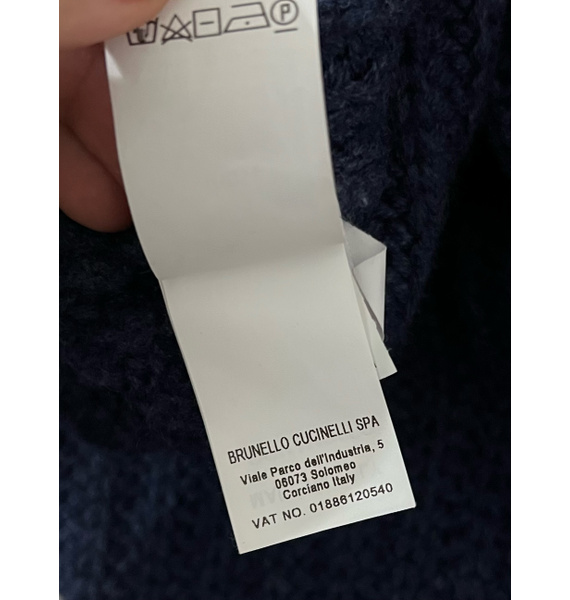 P
BRUNELLO CUCINELLI SPA
Viale Parco dell'Industria, 5
06073 Solomeo
Corciano Italy
VAT NO. 01886120540